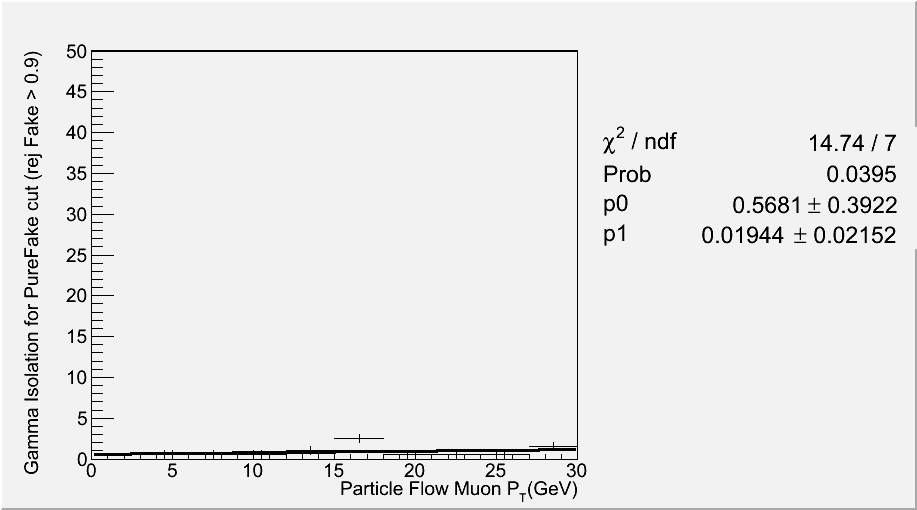 Gamma Isolation for PureFake cut (rej Fake > 0.9)
50
45
40
35
30
25
20
15
10
5
0
0 5 10 15 20 25 30
Particle Flow Muon P_T(GeV)
χ² / ndf 14.74 / 7
Prob 0.0395
p0 0.5681 ± 0.3922
p1 0.01944 ± 0.02152